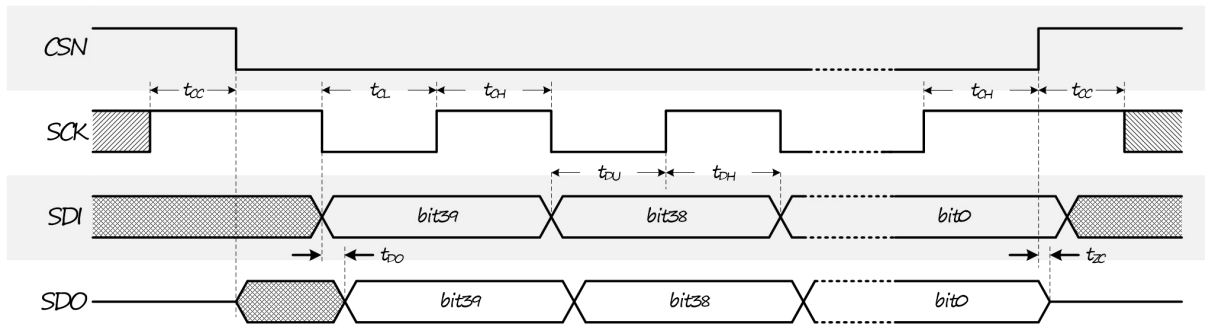 CSN
tCC tCL tCH tCH tCC
SCK
tDU tDH
SDI bit39 bit38 bit0
tDO tZC
SDO bit39 bit38 bit0